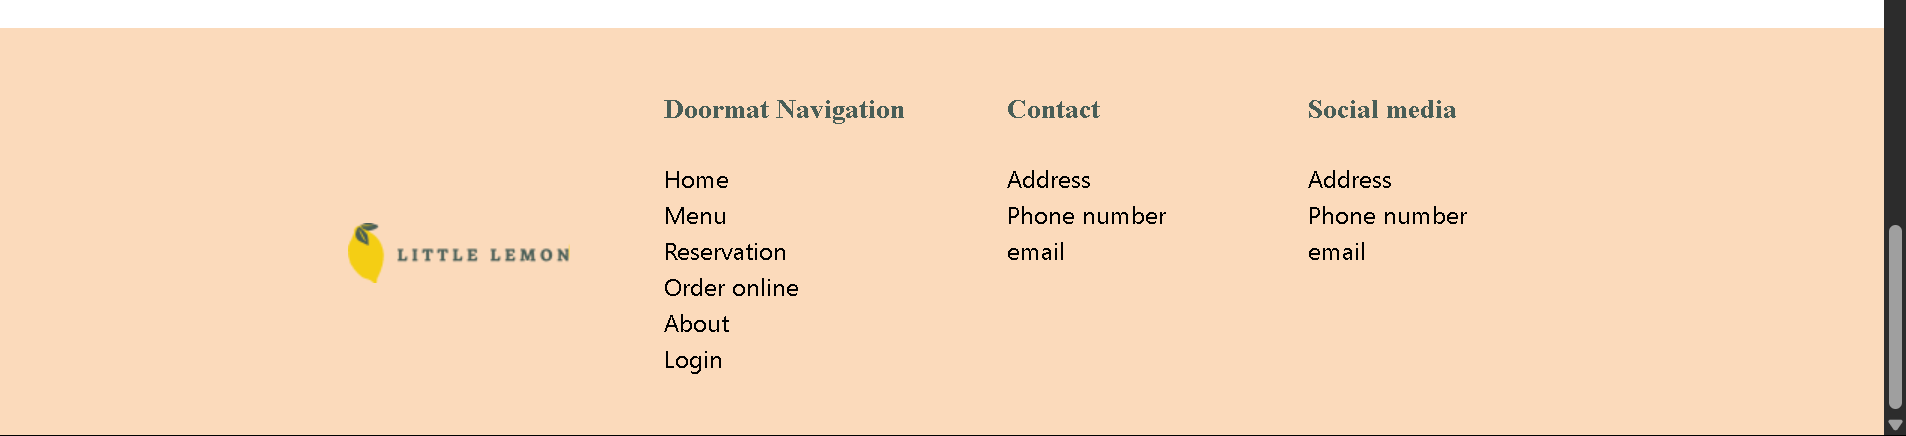 LITTLE LEMON
Doormat Navigation
Home
Menu
Reservation
Order online
About
Login
Contact
Address
Phone number
email
Social media
Address
Phone number
email